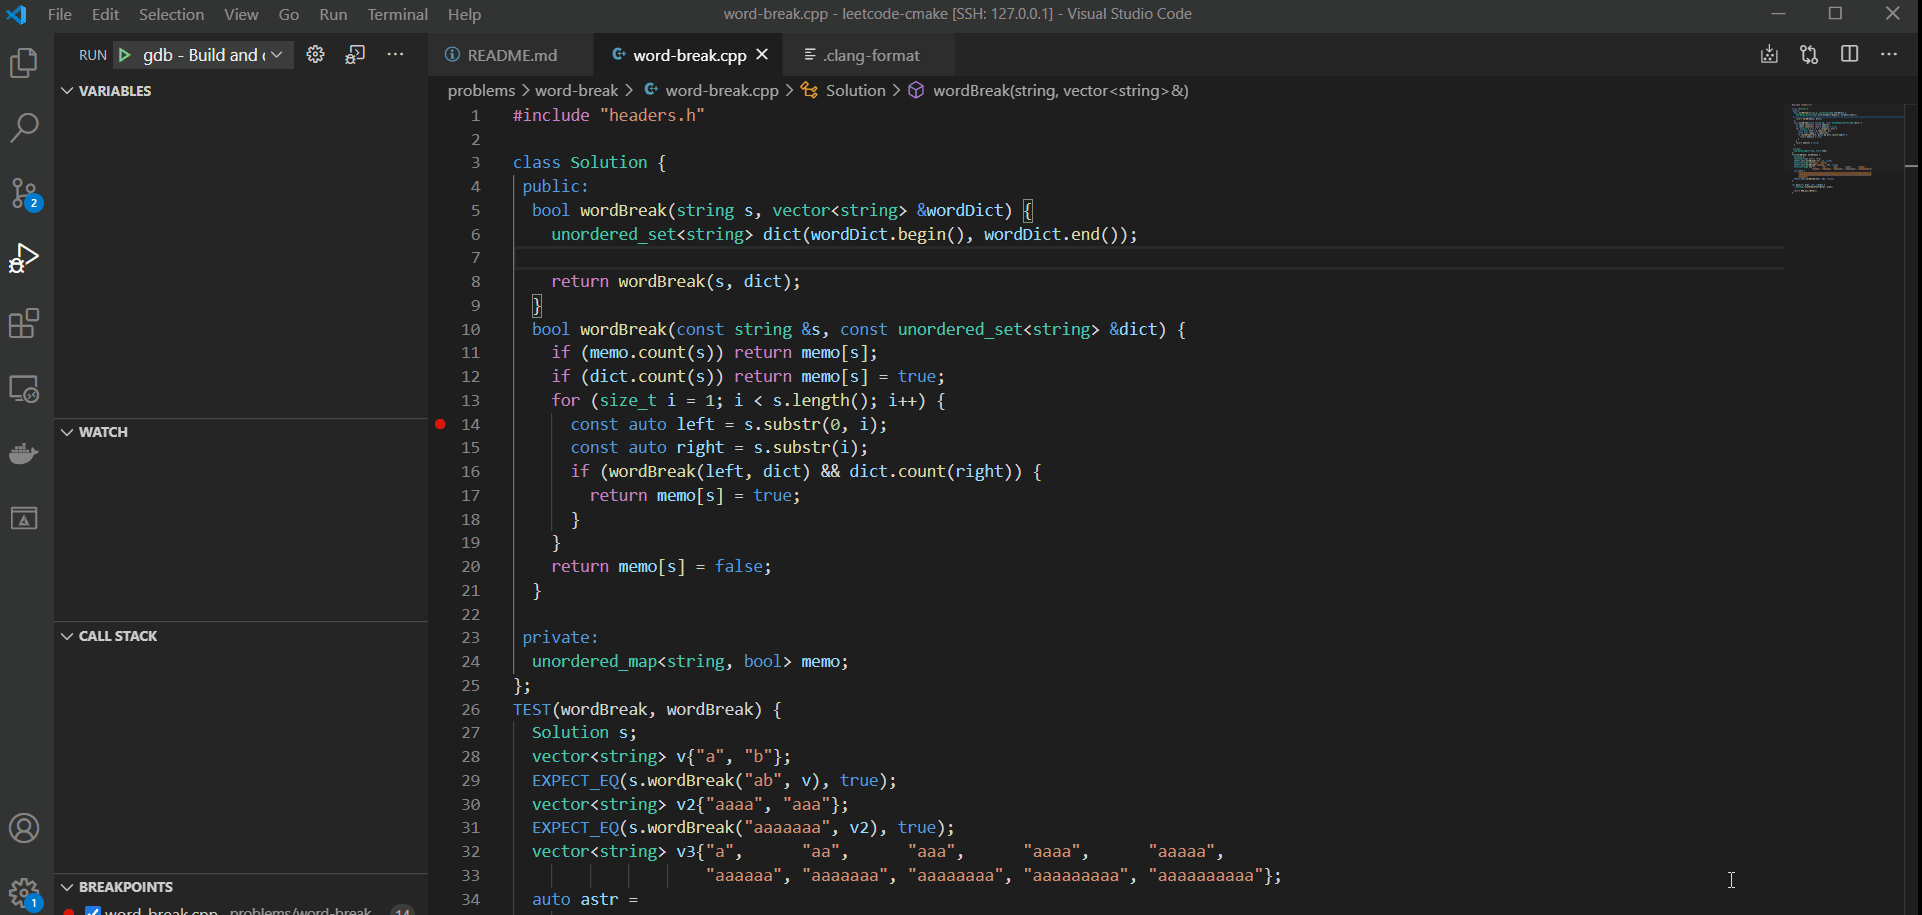 File Edit Selection View Go Run Terminal Help
word-break.cpp - leetcode-cmake [SSH: 127.0.0.1] - Visual Studio Code
RUN gdb - Build and
README.md
word-break.cpp
.clang-format
problems > word-break > word-break.cpp > Solution > wordBreak(string, vector<string>&)
VARIABLES
WATCH
CALL STACK
BREAKPOINTS
word-break.cpp problems/word-break 14
2
1
1 #include "headers.h"
2
3 class Solution {
4 public:
5 bool wordBreak(string s, vector<string> &wordDict) {
6 unordered_set<string> dict(wordDict.begin(), wordDict.end());
7
8 return wordBreak(s, dict);
9 }
10 bool wordBreak(const string &s, const unordered_set<string> &dict) {
11 if (memo.count(s)) return memo[s];
12 if (dict.count(s)) return memo[s] = true;
13 for (size_t i = 1; i < s.length(); i++) {
14 const auto left = s.substr(0, i);
15 const auto right = s.substr(i);
16 if (wordBreak(left, dict) && dict.count(right)) {
17 return memo[s] = true;
18 }
19 }
20 return memo[s] = false;
21 }
22
23 private:
24 unordered_map<string, bool> memo;
25 };
26 TEST(wordBreak, wordBreak) {
27 Solution s;
28 vector<string> v{"a", "b"};
29 EXPECT_EQ(s.wordBreak("ab", v), true);
30 vector<string> v2{"aaaa", "aaa"};
31 EXPECT_EQ(s.wordBreak("aaaaaaa", v2), true);
32 vector<string> v3{"a", "aa", "aaa", "aaaa", "aaaaa",
33 "aaaaaa", "aaaaaaa", "aaaaaaaa", "aaaaaaaaa", "aaaaaaaaaa"};
34 auto astr =